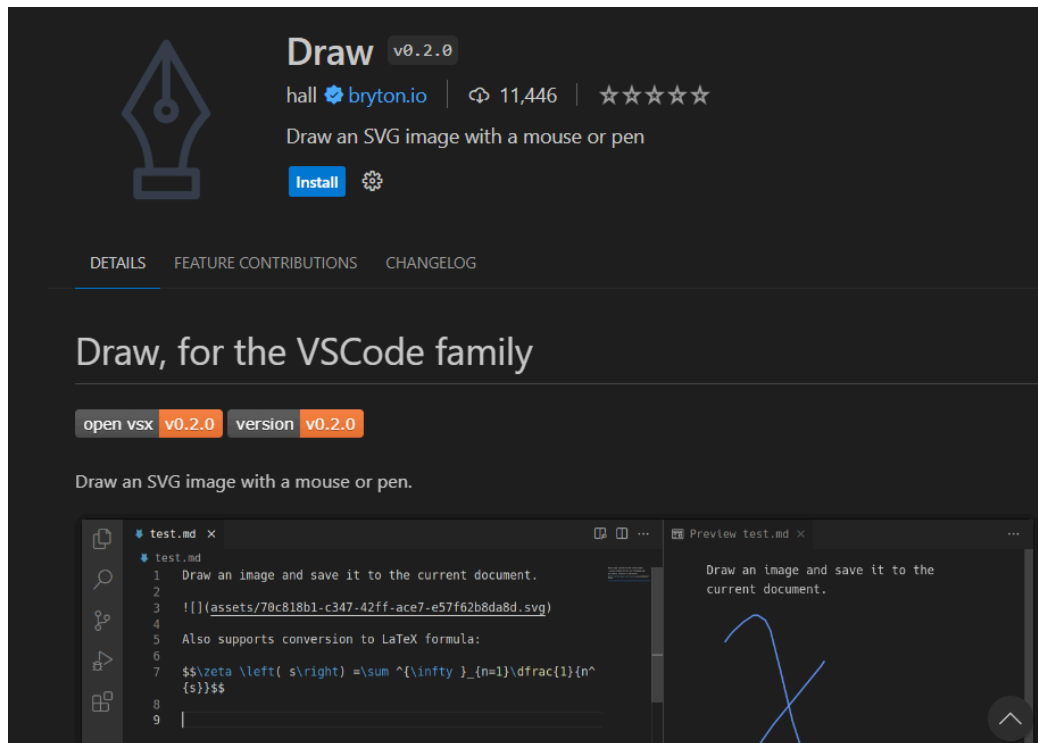 Draw v0.2.0
hall bryton.io 11,446
Draw an SVG image with a mouse or pen
Install
DETAILS FEATURE CONTRIBUTIONS CHANGELOG
Draw, for the VSCode family
open vsx v0.2.0 version v0.2.0
Draw an SVG image with a mouse or pen.
test.md
test.md
1 Draw an image and save it to the current document.
2
3 ![](assets/70c818b1-c347-42ff-ace7-e57f62b8da8d.svg)
4
5 Also supports conversion to LaTeX formula:
6
7 $$\zeta \left( s\right) =\sum ^{\infty }_{n=1}\dfrac{1}{n^
{s}}$$
8
9
Preview test.md
Draw an image and save it to the
current document.